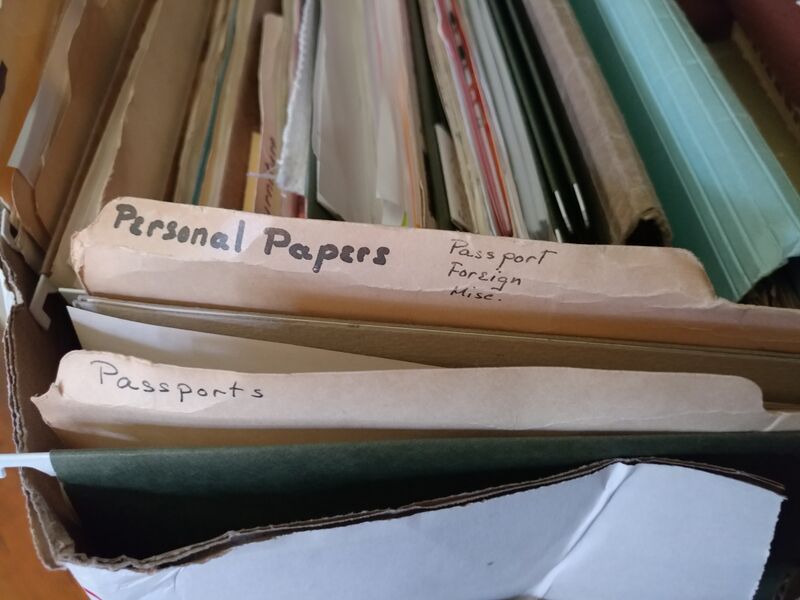 Personal Papers
Passport
Foreign
Misc.
Passports